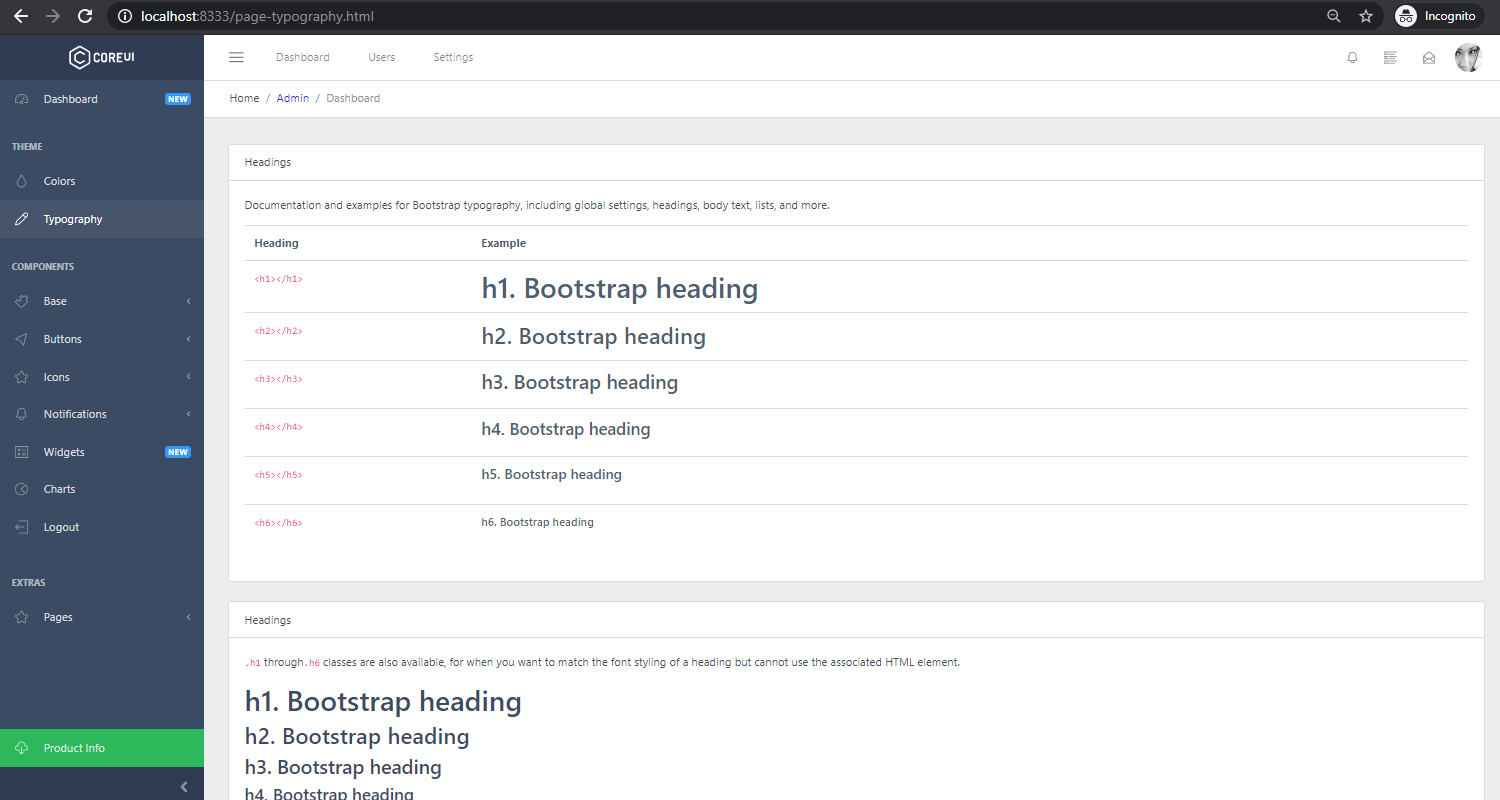 localhost:8333/page-typography.html
Incognito
COREUI
Dashboard NEW
THEME
Colors
Typography
COMPONENTS
Base
Buttons
Icons
Notifications
Widgets NEW
Charts
Logout
EXTRAS
Pages
Product Info
Dashboard Users Settings
Home / Admin / Dashboard
Headings
Documentation and examples for Bootstrap typography, including global settings, headings, body text, lists, and more.
Heading Example
<h1></h1> h1. Bootstrap heading
<h2></h2> h2. Bootstrap heading
<h3></h3> h3. Bootstrap heading
<h4></h4> h4. Bootstrap heading
<h5></h5> h5. Bootstrap heading
<h6></h6> h6. Bootstrap heading
Headings
.h1 through .h6 classes are also available, for when you want to match the font styling of a heading but cannot use the associated HTML element.
h1. Bootstrap heading
h2. Bootstrap heading
h3. Bootstrap heading
h4. Bootstrap heading